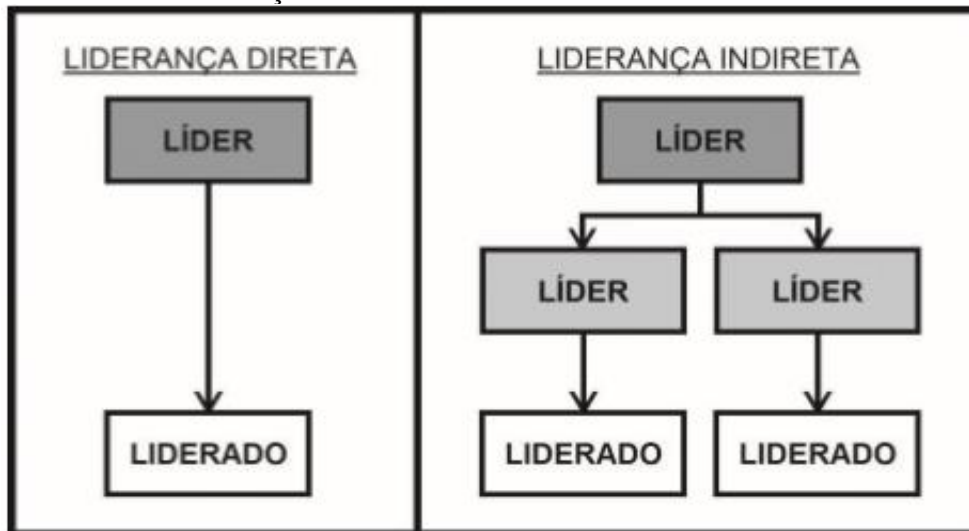 LIDERANÇA DIRETA
LÍDER
LIDERADO
LIDERANÇA INDIRETA
LÍDER
LÍDER
LÍDER
LIDERADO
LIDERADO